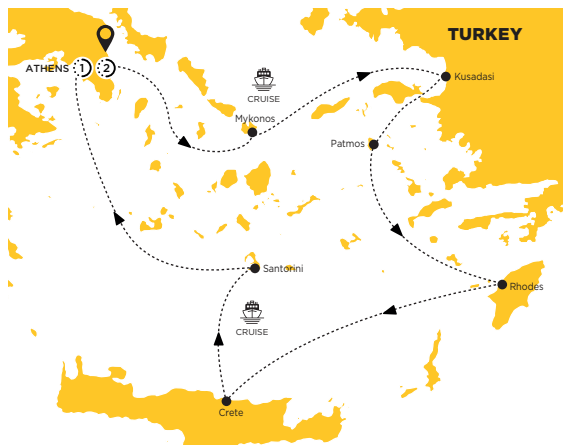 TURKEY
ATHENS 1 2
Kusadasi
CRUISE
Mykonos
Patmos
Santorini
Rhodes
CRUISE
Crete